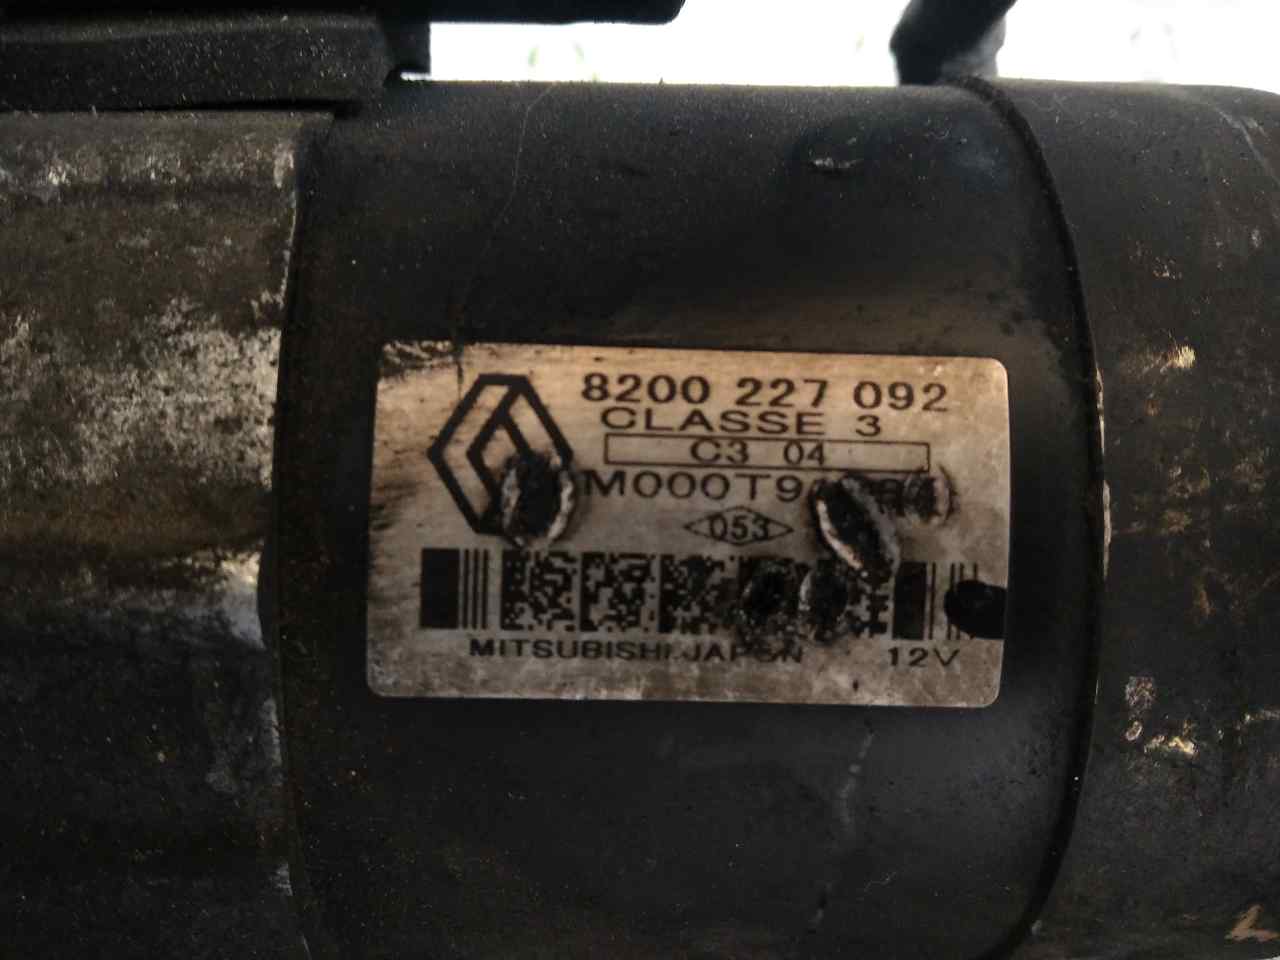 8200 227 092
CLASSE 3
C3 04
053
MITSUBISHI JAPAN
12V